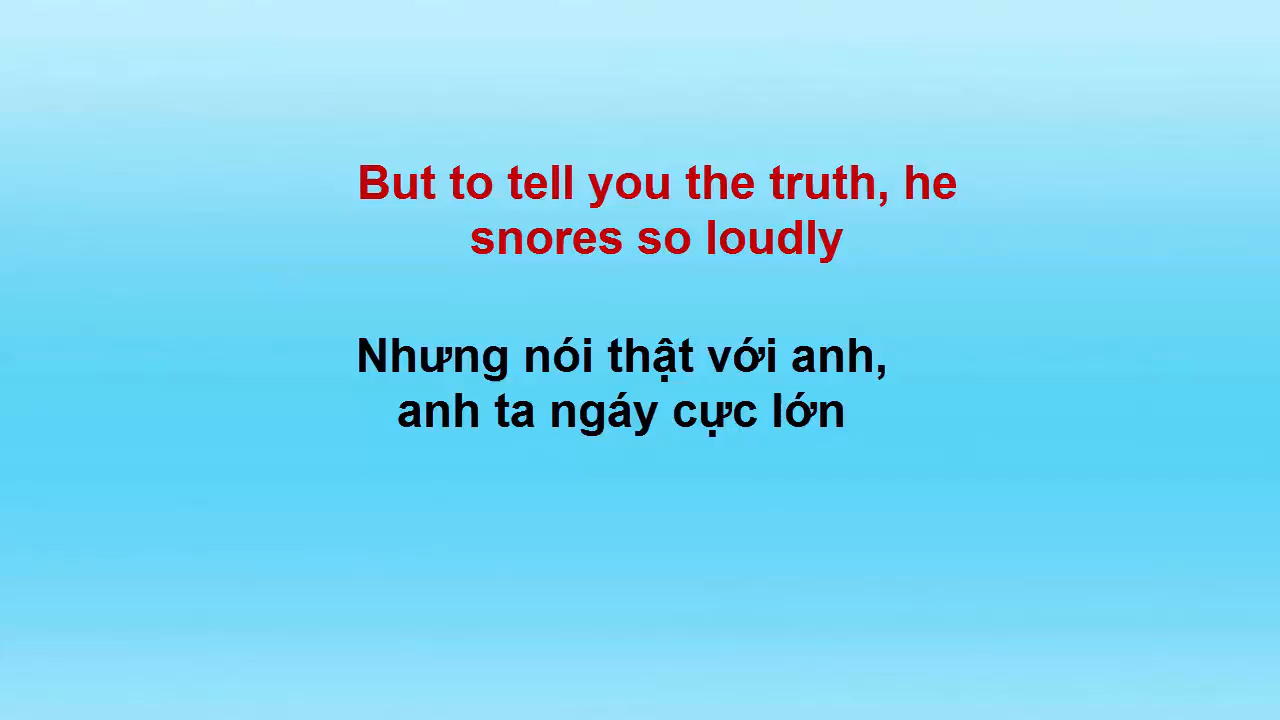 But to tell you the truth, he
snores so loudly
Nhưng nói thật với anh,
anh ta ngáy cực lớn